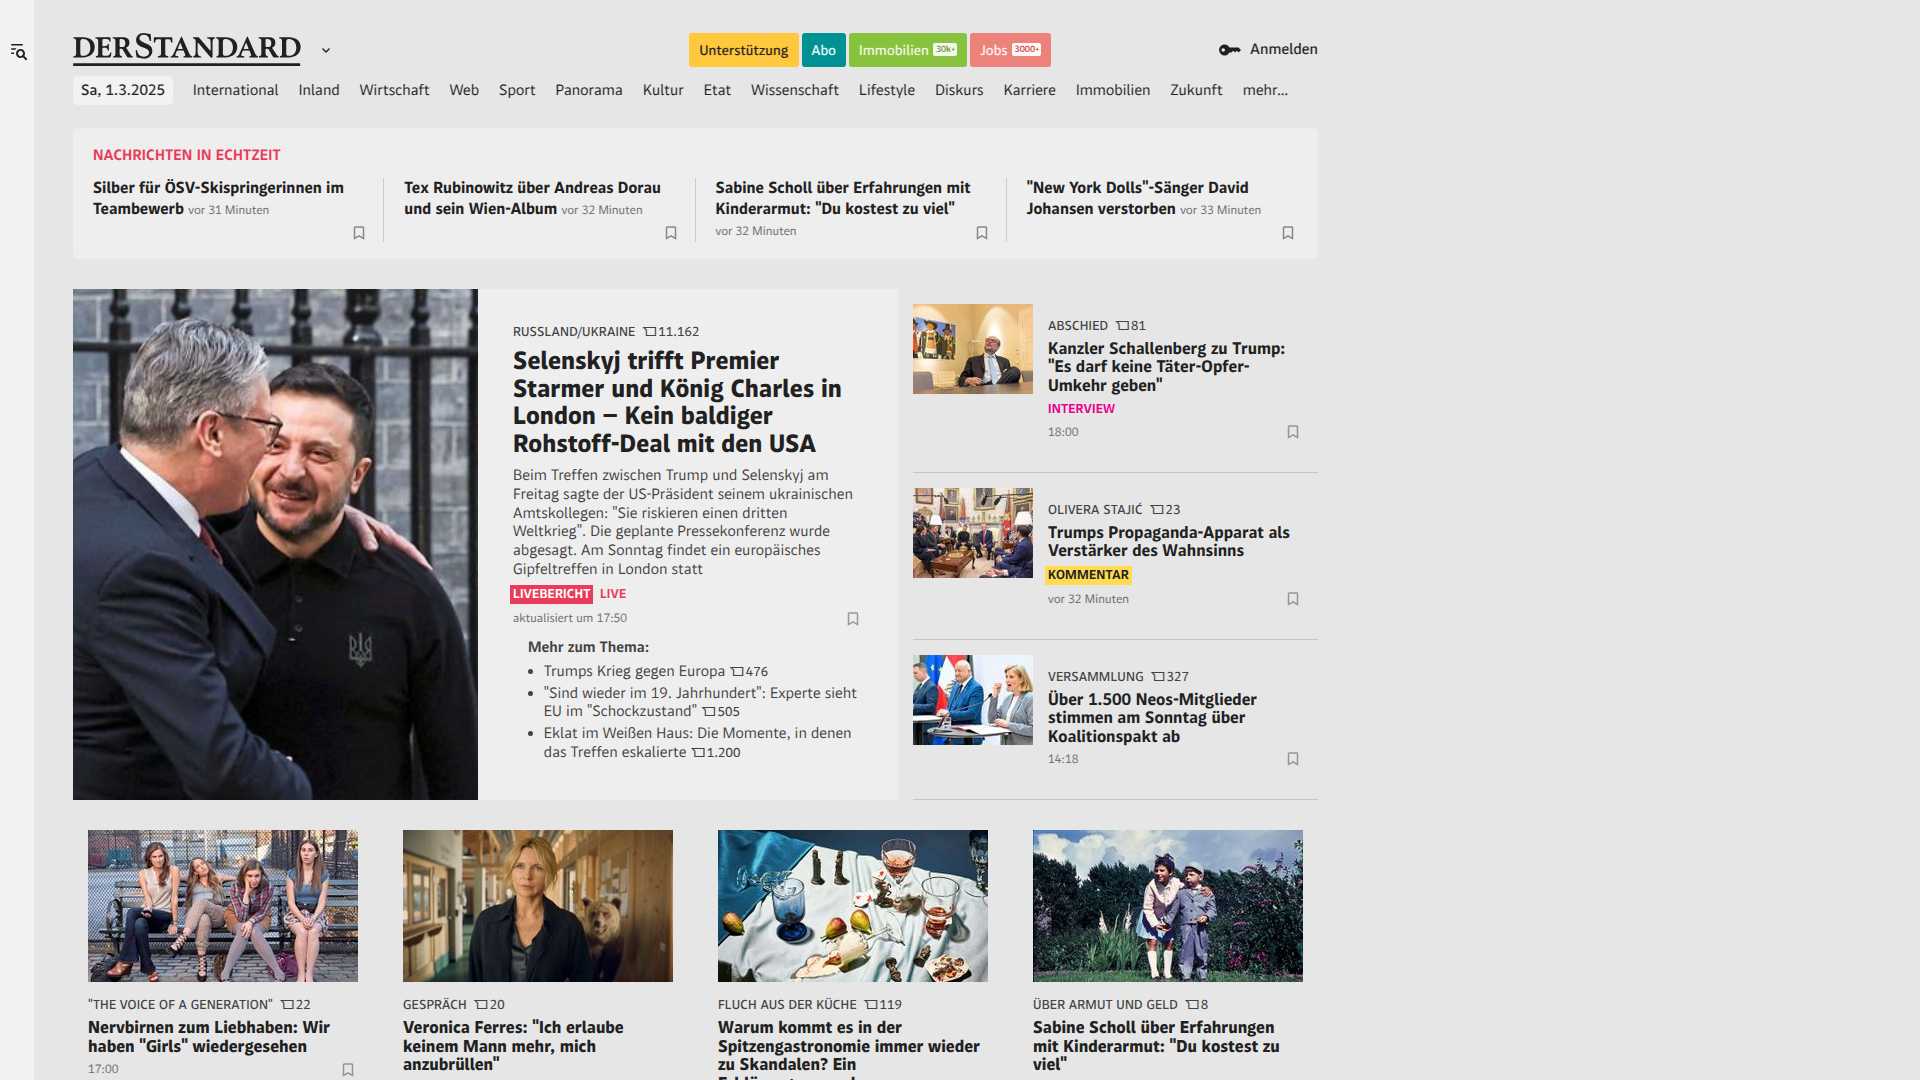 DERSTANDARD
Unterstützung Abo Immobilien 30k+ Jobs 3000+
Anmelden
Sa, 1.3.2025 International Inland Wirtschaft Web Sport Panorama Kultur Etat Wissenschaft Lifestyle Diskurs Karriere Immobilien Zukunft mehr...
NACHRICHTEN IN ECHTZEIT
Silber für ÖSV-Skispringerinnen im
Teambewerb vor 31 Minuten
Tex Rubinowitz über Andreas Dorau
und sein Wien-Album vor 32 Minuten
Sabine Scholl über Erfahrungen mit
Kinderarmut: "Du kostest zu viel"
vor 32 Minuten
"New York Dolls"-Sänger David
Johansen verstorben vor 33 Minuten
RUSSLAND/UKRAINE 11.162
Selenskyj trifft Premier
Starmer und König Charles in
London – Kein baldiger
Rohstoff-Deal mit den USA
Beim Treffen zwischen Trump und Selenskyj am
Freitag sagte der US-Präsident seinem ukrainischen
Amtskollegen: "Sie riskieren einen dritten
Weltkrieg". Die geplante Pressekonferenz wurde
abgesagt. Am Sonntag findet ein europäisches
Gipfeltreffen in London statt
LIVEBERICHT LIVE
aktualisiert um 17:50
Mehr zum Thema:
Trumps Krieg gegen Europa 476
"Sind wieder im 19. Jahrhundert": Experte sieht
EU im "Schockzustand" 505
Eklat im Weißen Haus: Die Momente, in denen
das Treffen eskalierte 1.200
ABSCHIED 81
Kanzler Schallenberg zu Trump:
"Es darf keine Täter-Opfer-
Umkehr geben"
INTERVIEW
18:00
OLIVERA STAJIĆ 23
Trumps Propaganda-Apparat als
Verstärker des Wahnsinns
KOMMENTAR
vor 32 Minuten
VERSAMMLUNG 327
Über 1.500 Neos-Mitglieder
stimmen am Sonntag über
Koalitionspakt ab
14:18
"THE VOICE OF A GENERATION" 22
Nervbirnen zum Liebhaben: Wir
haben "Girls" wiedergesehen
17:00
GESPRÄCH 20
Veronica Ferres: "Ich erlaube
keinem Mann mehr, mich
anzubrüllen"
FLUCH AUS DER KÜCHE 119
Warum kommt es in der
Spitzengastronomie immer wieder
zu Skandalen? Ein
ÜBER ARMUT UND GELD 8
Sabine Scholl über Erfahrungen
mit Kinderarmut: "Du kostest zu
viel"